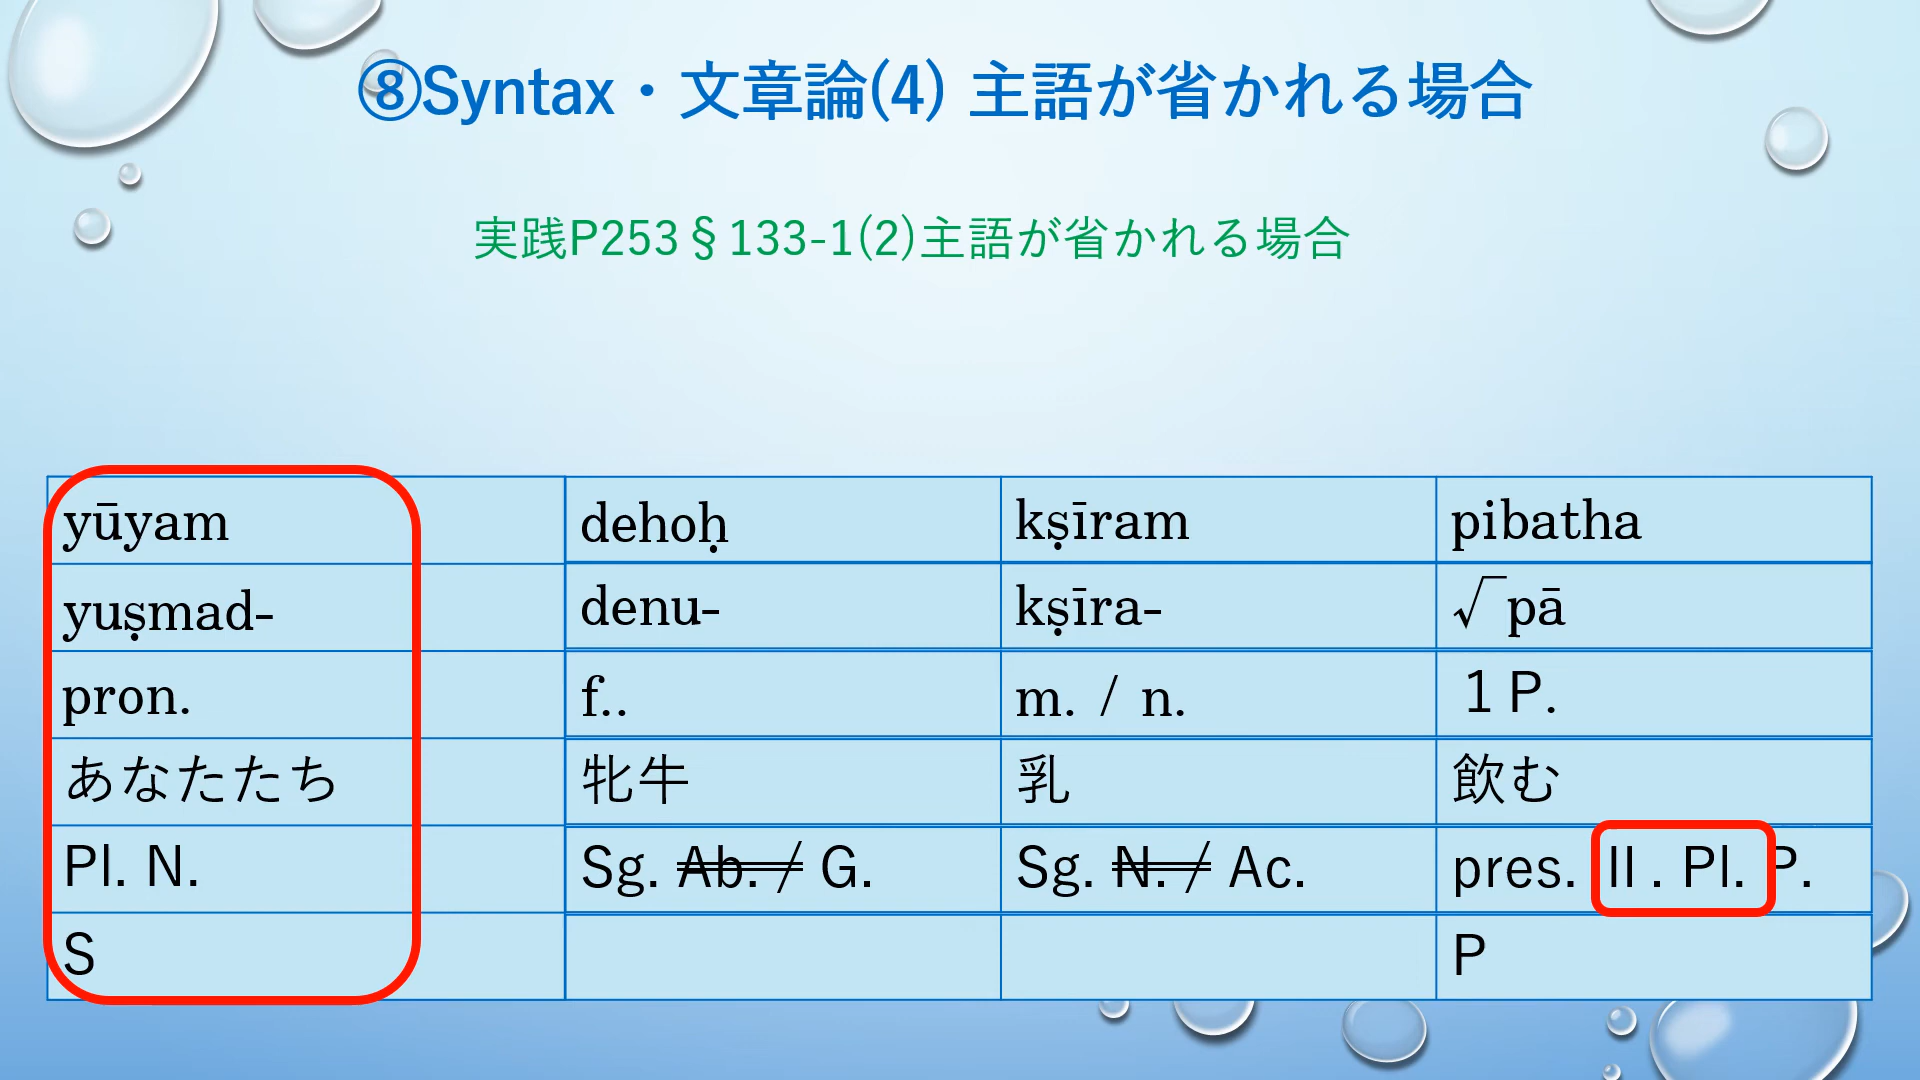 ⑧Syntax・文章論(4) 主語が省かれる場合
実践P253§133-1(2)主語が省かれる場合
yūyam dehoḥ kṣīram pibatha
yuṣmad- denu- kṣīra- √pā
pron. f.. m. / n. 1 P.
あなたたち 牝牛 乳 飲む
Pl. N. Sg. Ab. / G. Sg. N. / Ac. pres. II . Pl. P.
S P